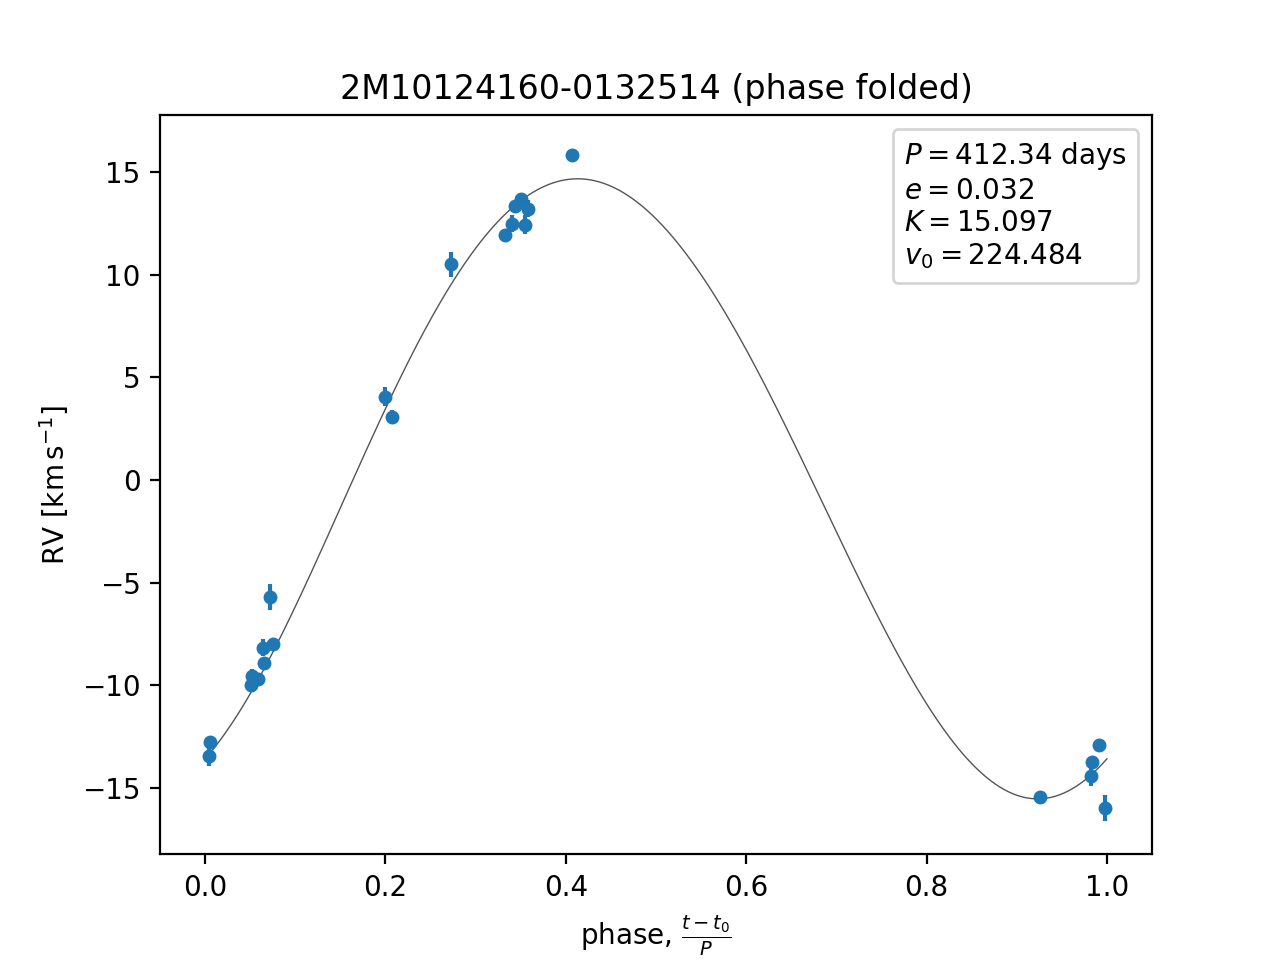 2M10124160-0132514 (phase folded)
P = 412.34 days
e = 0.032
K = 15.097
v₀ = 224.484
15
10
5
0
−5
−10
−15
RV [km s⁻¹]
0.0 0.2 0.4 0.6 0.8 1.0
phase, (t − t₀)/P